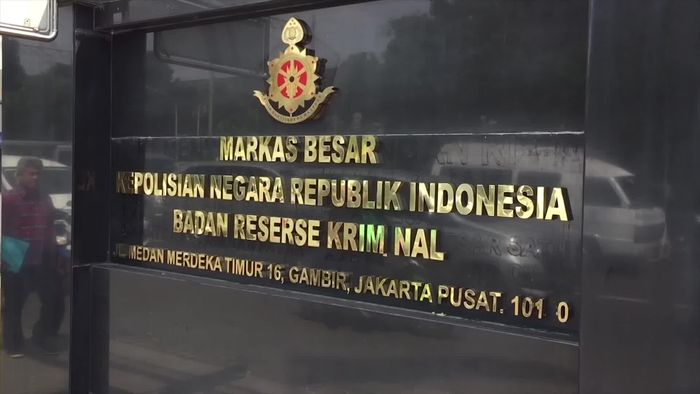 MARKAS BESAR
KEPOLISIAN NEGARA REPUBLIK INDONESIA
BADAN RESERSE KRIM NAL
JL. MEDAN MERDEKA TIMUR 16, GAMBIR, JAKARTA PUSAT. 101 0